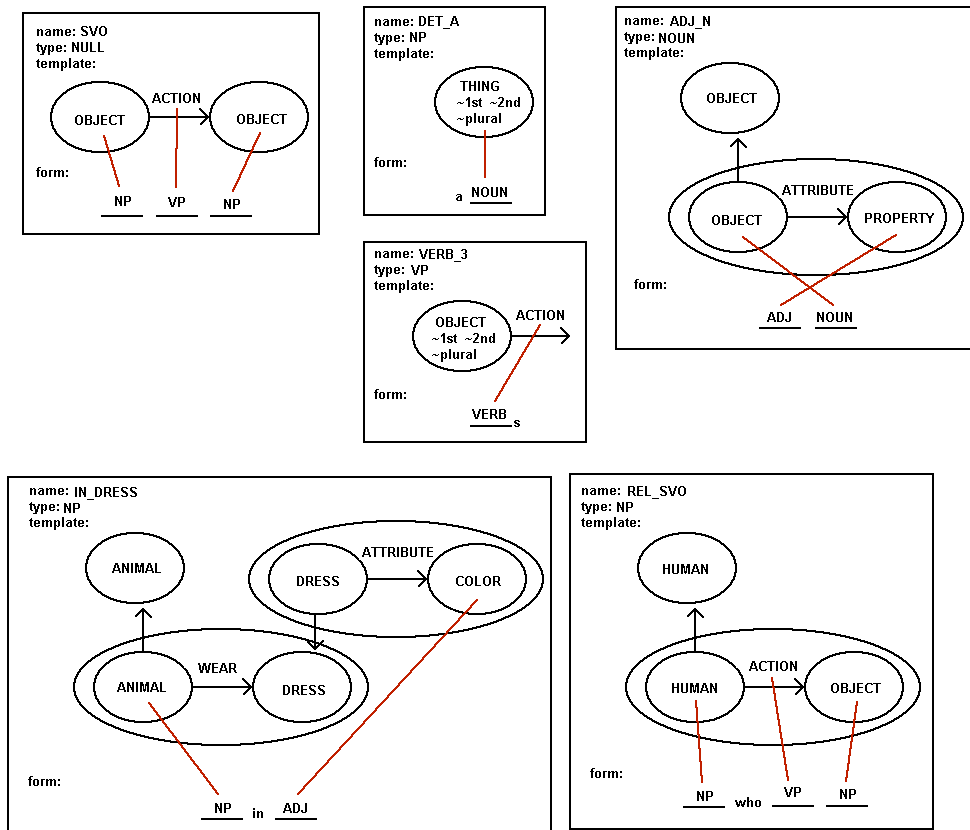 name: SVO
type: NULL
template:
OBJECT
ACTION
OBJECT
form:
NP VP NP
name: DET_A
type: NP
template:
THING
~1st ~2nd
~plural
form:
a NOUN
name: ADJ_N
type: NOUN
template:
OBJECT
OBJECT
ATTRIBUTE
PROPERTY
form:
ADJ NOUN
name: VERB_3
type: VP
template:
OBJECT
~1st ~2nd
~plural
ACTION
form:
VERB s
name: IN_DRESS
type: NP
template:
ANIMAL
DRESS
ATTRIBUTE
COLOR
ANIMAL
WEAR
DRESS
form:
NP in ADJ
name: REL_SVO
type: NP
template:
HUMAN
HUMAN
ACTION
OBJECT
form:
NP who VP NP